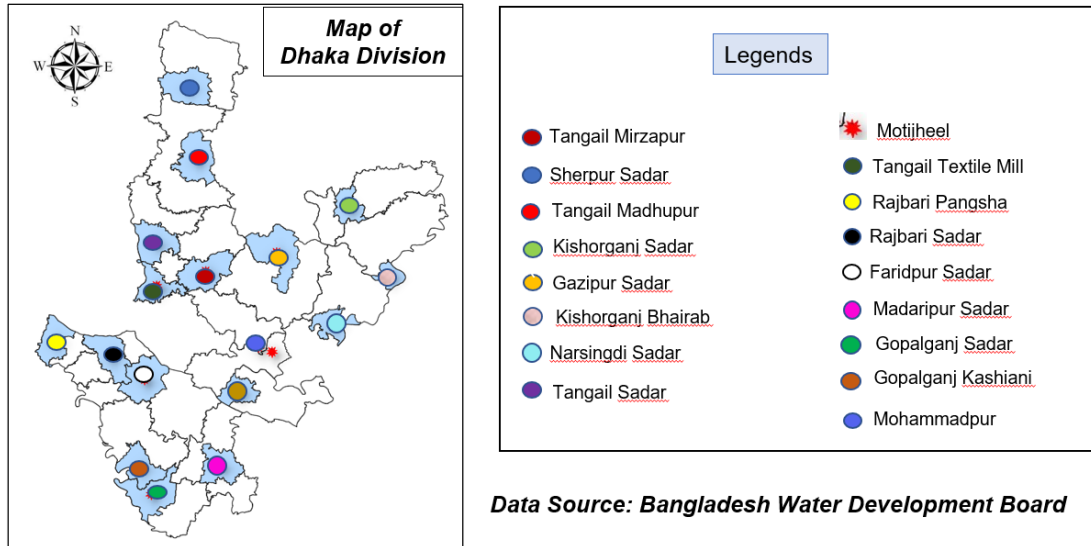 Map of
Dhaka Division
N
W E
S
Legends
Tangail Mirzapur
Sherpur Sadar
Tangail Madhupur
Kishorganj Sadar
Gazipur Sadar
Kishorganj Bhairab
Narsingdi Sadar
Tangail Sadar
Motijheel
Tangail Textile Mill
Rajbari Pangsha
Rajbari Sadar
Faridpur Sadar
Madaripur Sadar
Gopalganj Sadar
Gopalganj Kashiani
Mohammadpur
Data Source: Bangladesh Water Development Board